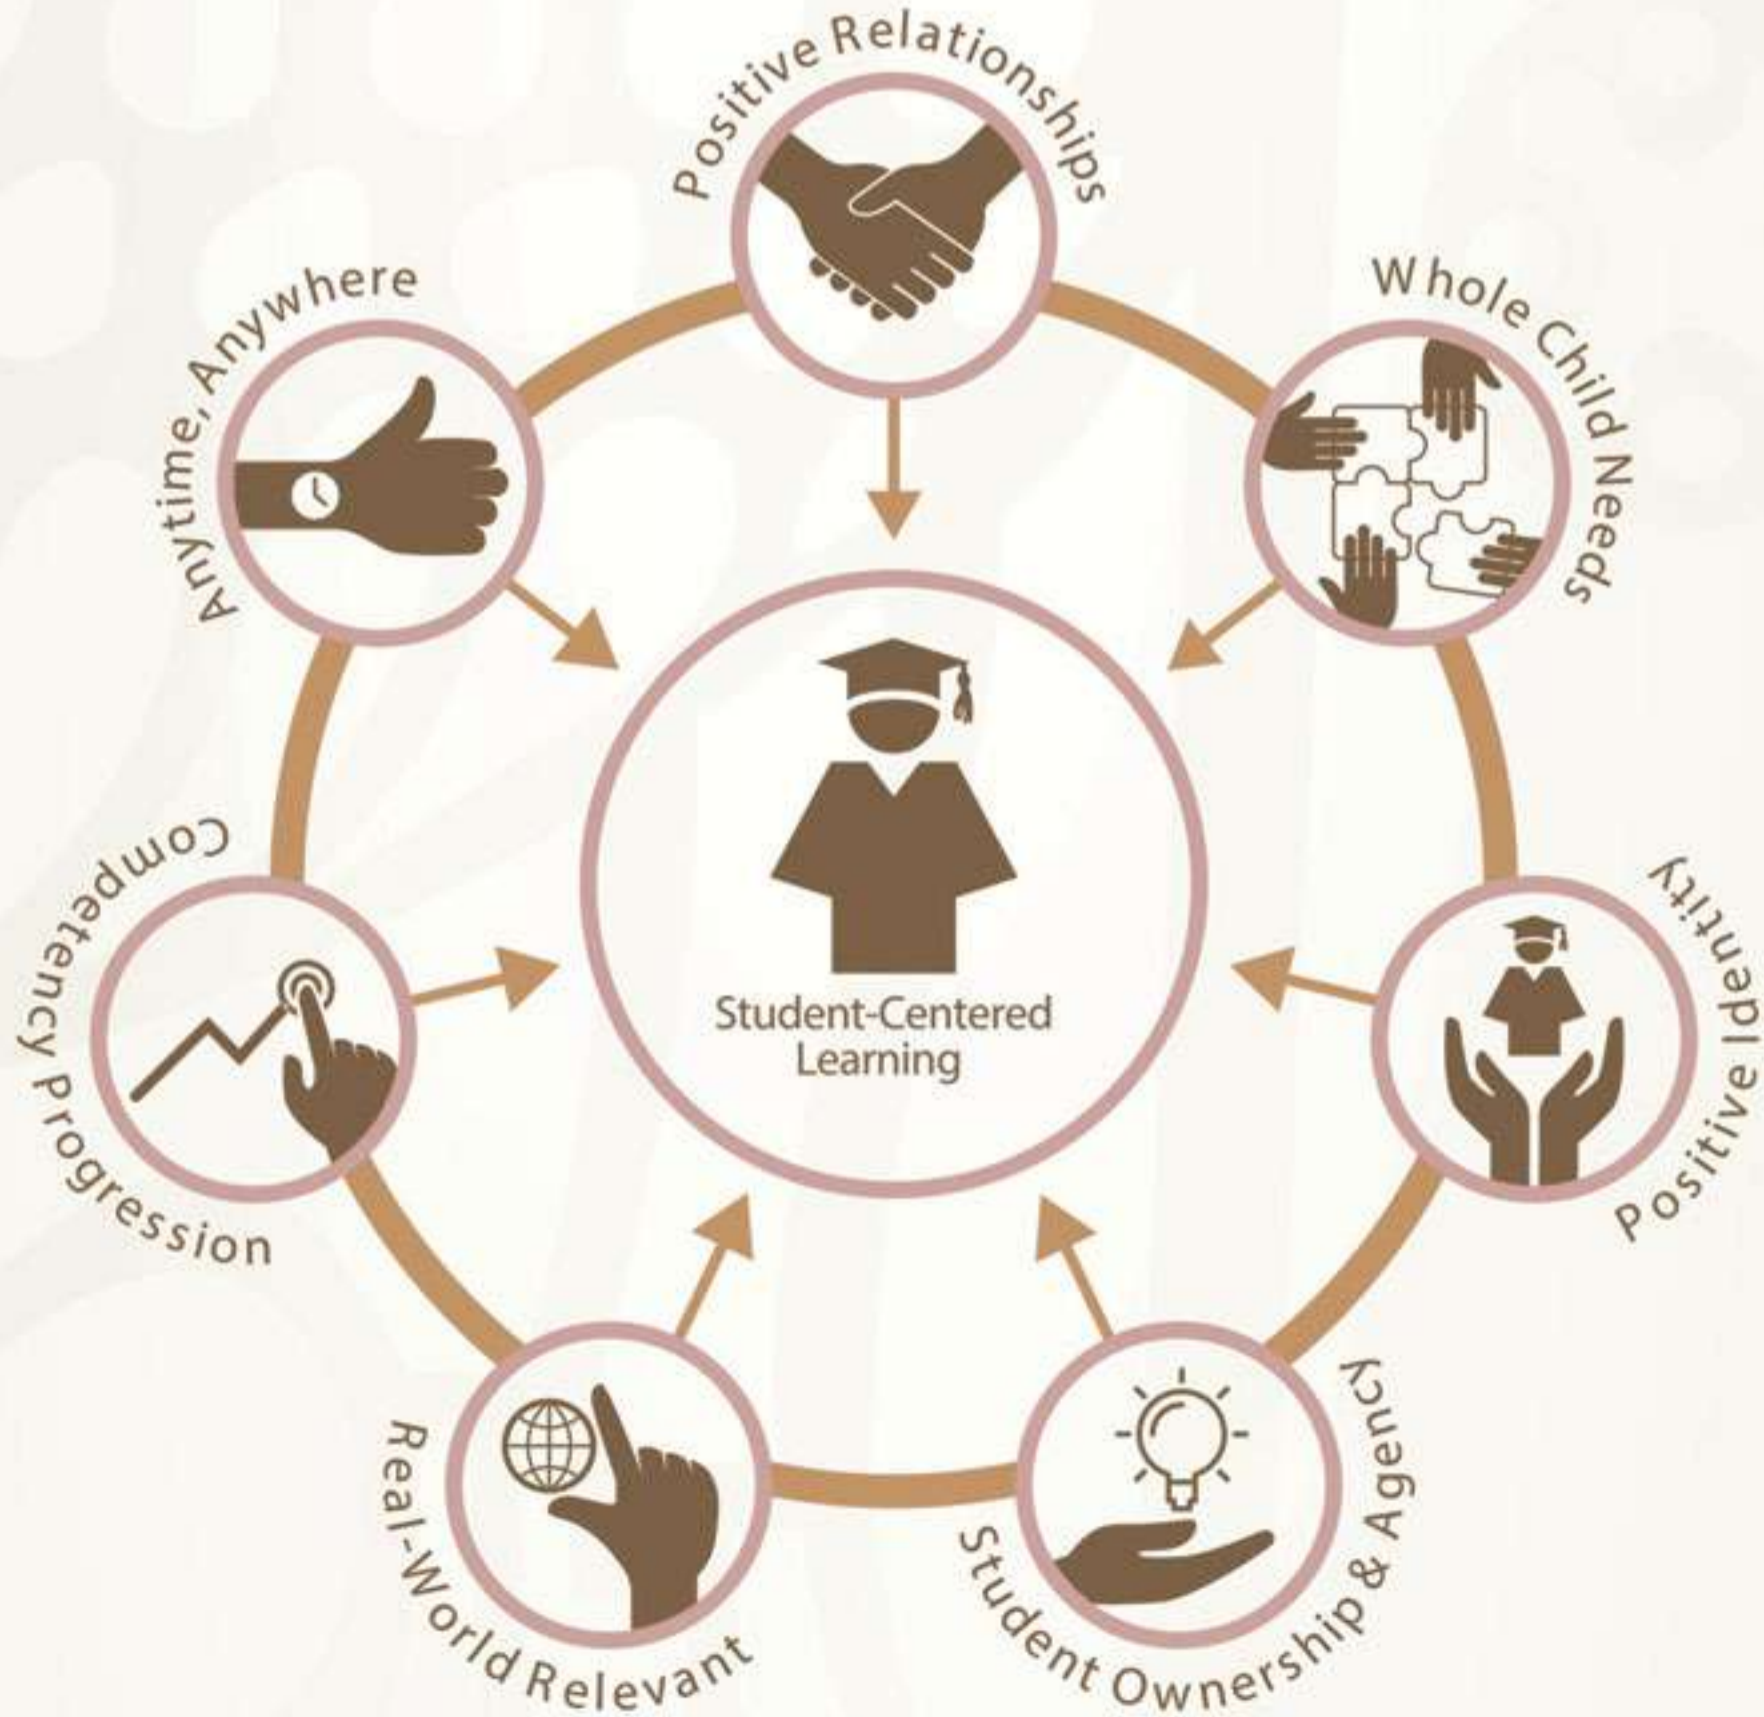 Positive Relationships
Whole Child Needs
Positive Identity
Student Ownership & Agency
Real-World Relevant
Competency Progression
Anytime, Anywhere
Student-Centered
Learning